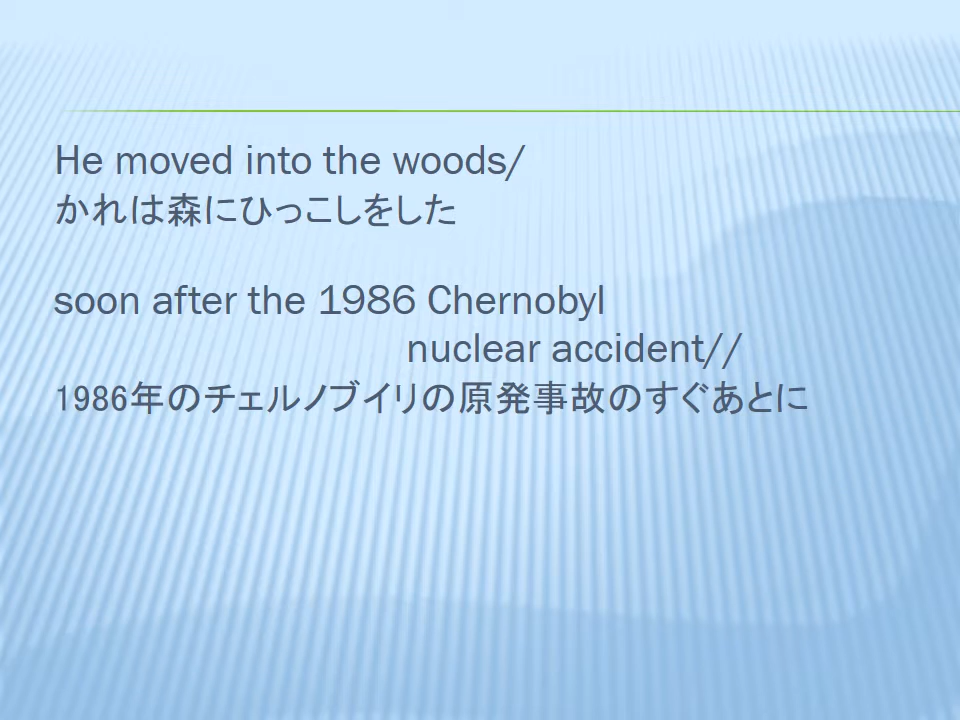 He moved into the woods/
かれは森にひっこしをした
soon after the 1986 Chernobyl
nuclear accident//
1986年のチェルノブイリの原発事故のすぐあとに